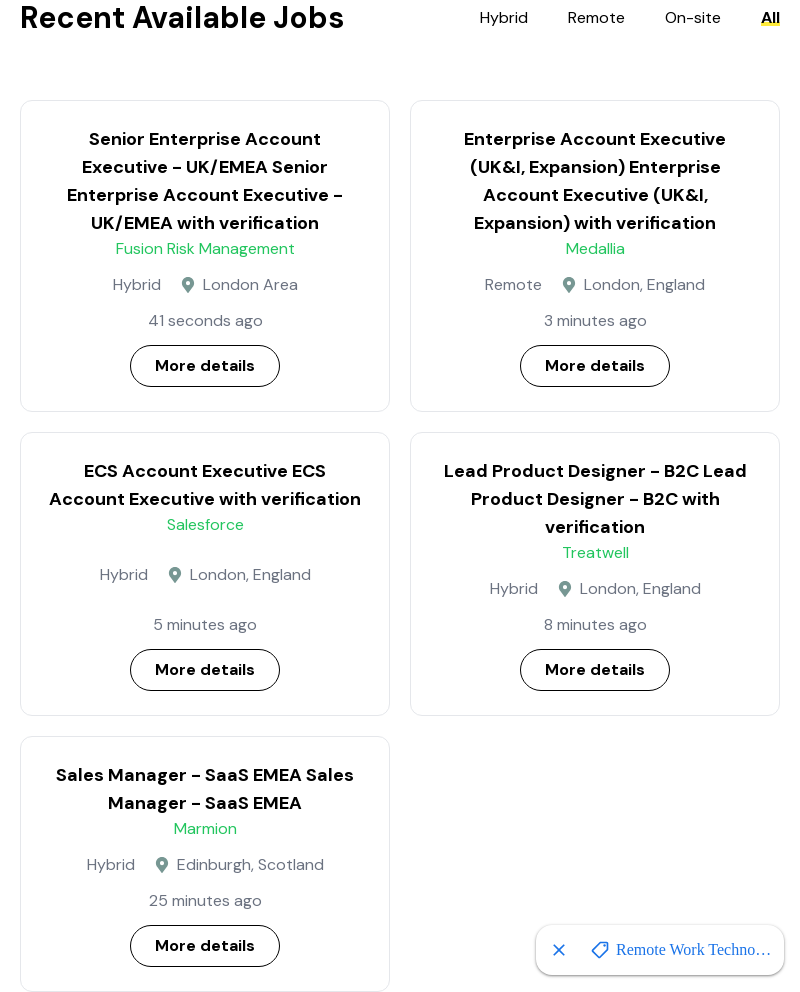 Recent Available Jobs
Hybrid Remote On-site All
Senior Enterprise Account
Executive - UK/EMEA Senior
Enterprise Account Executive -
UK/EMEA with verification
Fusion Risk Management
Hybrid London Area
41 seconds ago
More details
Enterprise Account Executive
(UK&I, Expansion) Enterprise
Account Executive (UK&I,
Expansion) with verification
Medallia
Remote London, England
3 minutes ago
More details
ECS Account Executive ECS
Account Executive with verification
Salesforce
Hybrid London, England
5 minutes ago
More details
Lead Product Designer - B2C Lead
Product Designer - B2C with
verification
Treatwell
Hybrid London, England
8 minutes ago
More details
Sales Manager - SaaS EMEA Sales
Manager - SaaS EMEA
Marmion
Hybrid Edinburgh, Scotland
25 minutes ago
More details
Remote Work Techno…